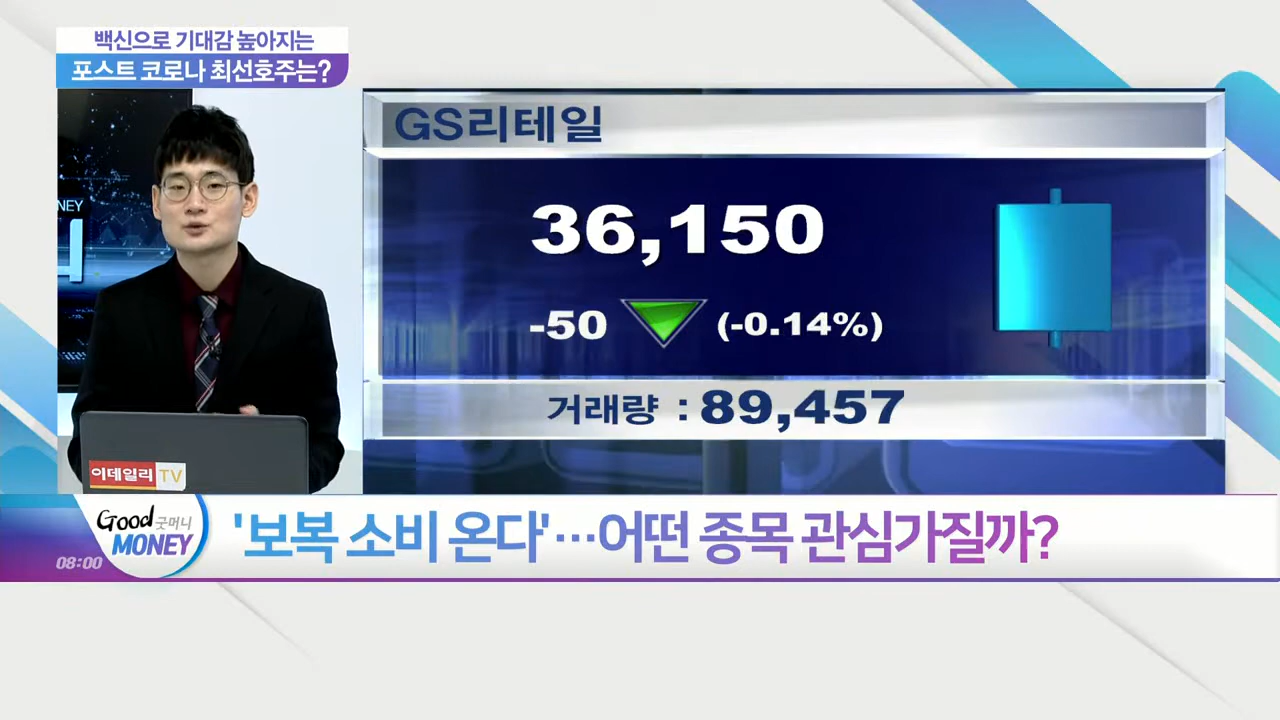 백신으로 기대감 높아지는
포스트 코로나 최선호주는?
NEY
GS리테일
36,150
-50 (-0.14%)
거래량 : 89,457
이데일리TV
Good 굿머니
MONEY
'보복 소비 온다'…어떤 종목 관심가질까?
08:00